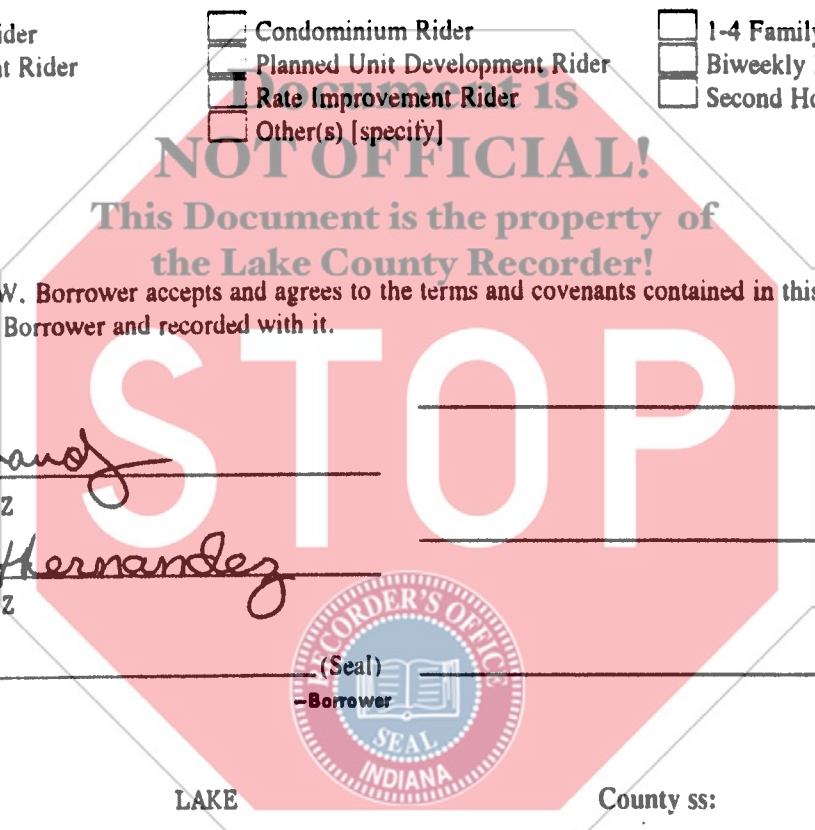 ider Condominium Rider 1-4 Family
nt Rider Planned Unit Development Rider Biweekly
Rate Improvement Rider Second Ho
Other(s) [specify]
Document is
NOT OFFICIAL!
This Document is the property of
the Lake County Recorder!
W. Borrower accepts and agrees to the terms and covenants contained in this
Borrower and recorded with it.
STOP
z
Hernandez
z
(Seal)
-Borrower
RECORDER'S OFFICE
SEAL
INDIANA
LAKE County ss: